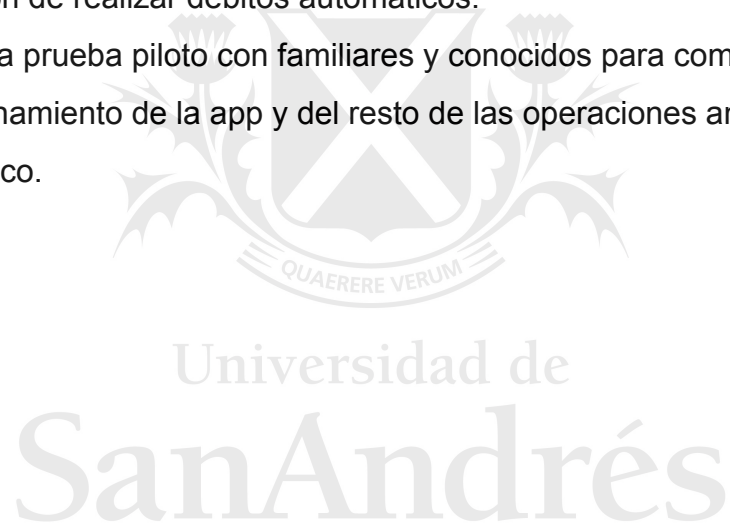 ón de realizar débitos automáticos.
a prueba piloto con familiares y conocidos para com
namiento de la app y del resto de las operaciones an
co.
QUAERERE VERUM
Universidad de
SanAndrés